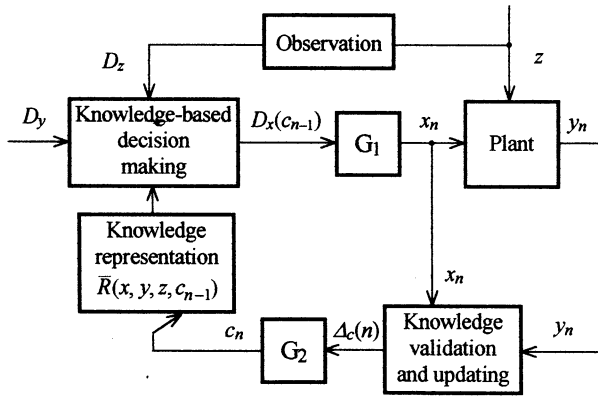 Observation
D_z
z
D_y
Knowledge-based
decision
making
D_x(c_{n−1})
G_1
x_n
Plant
y_n
Knowledge
representation
R̅(x, y, z, c_{n−1})
x_n
c_n
G_2
Δ_c(n)
Knowledge
validation
and updating
y_n